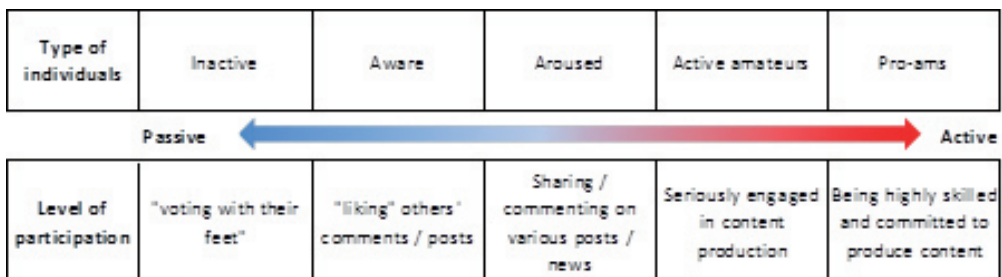 Type of
individuals
Inactive
Aware
Aroused
Active amateurs
Pro-ams
Passive
Active
Level of
participation
"voting with their
feet"
"liking" others'
comments / posts
Sharing /
commenting on
various posts /
news
Seriously engaged
in content
production
Being highly skilled
and committed to
produce content